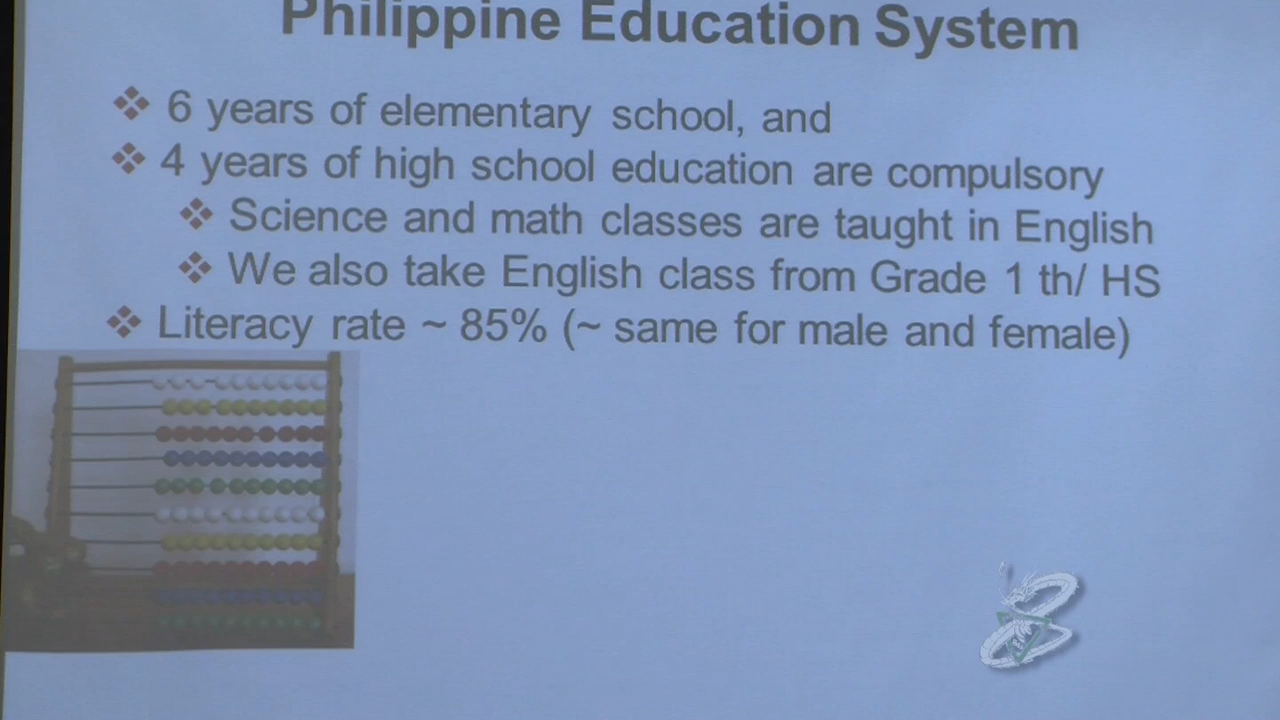 Philippine Education System
❖ 6 years of elementary school, and
❖ 4 years of high school education are compulsory
❖ Science and math classes are taught in English
❖ We also take English class from Grade 1 th/ HS
❖ Literacy rate ~ 85% (~ same for male and female)